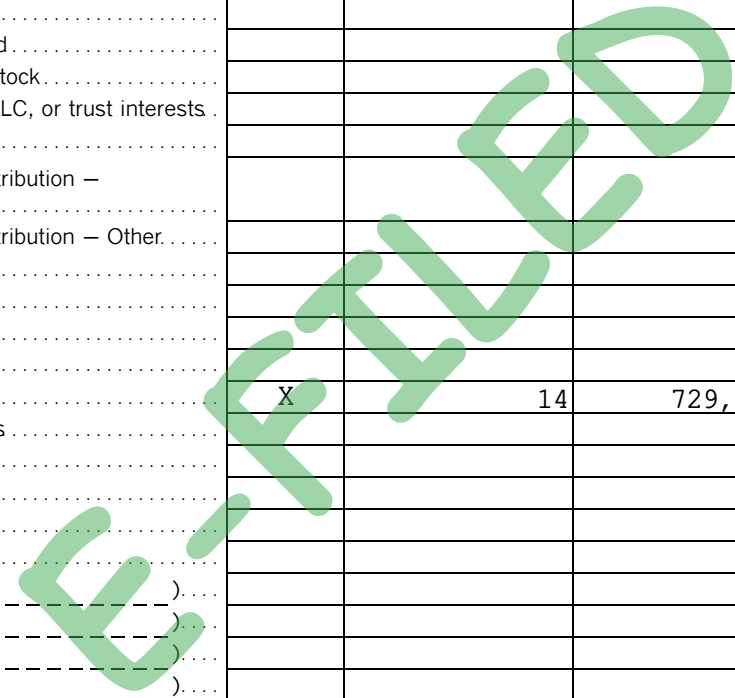 d
tock
LC, or trust interests
ribution —
ribution — Other
X 14 729,
s
)
)
)
)
E-FILED